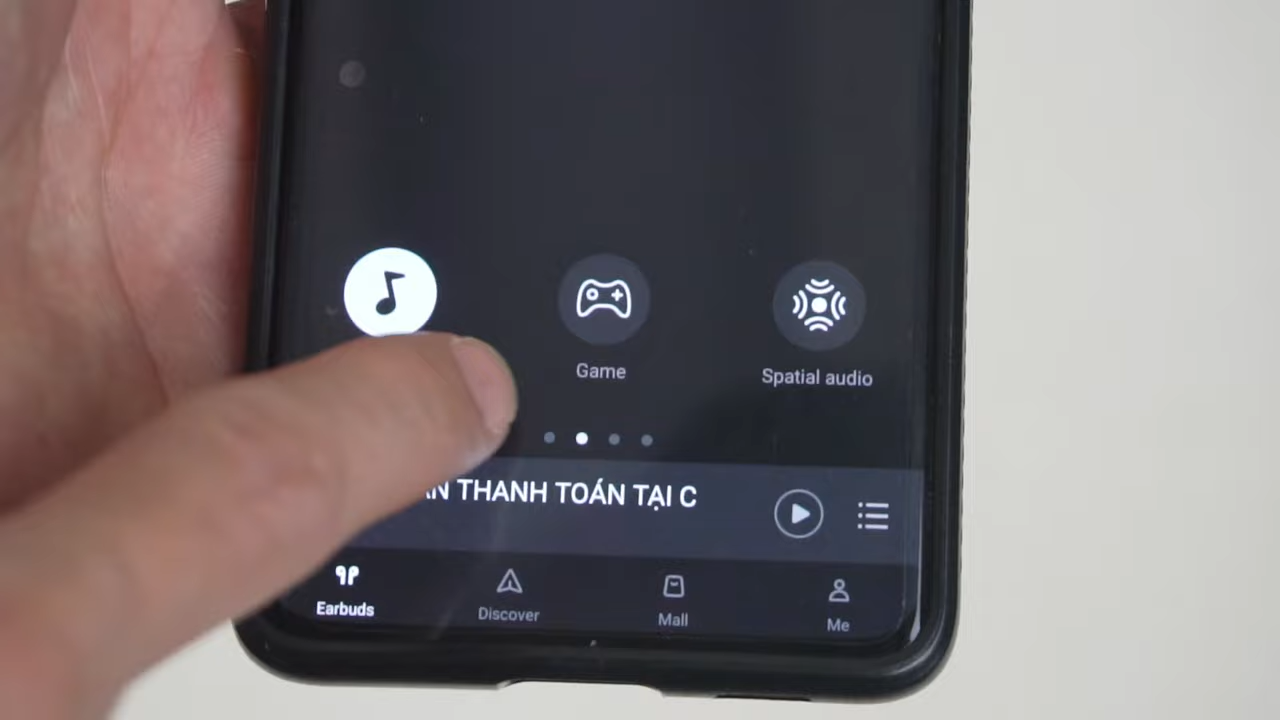 Game
Spatial audio
THANH TOÁN TẠI C
Earbuds
Discover
Mall
Me